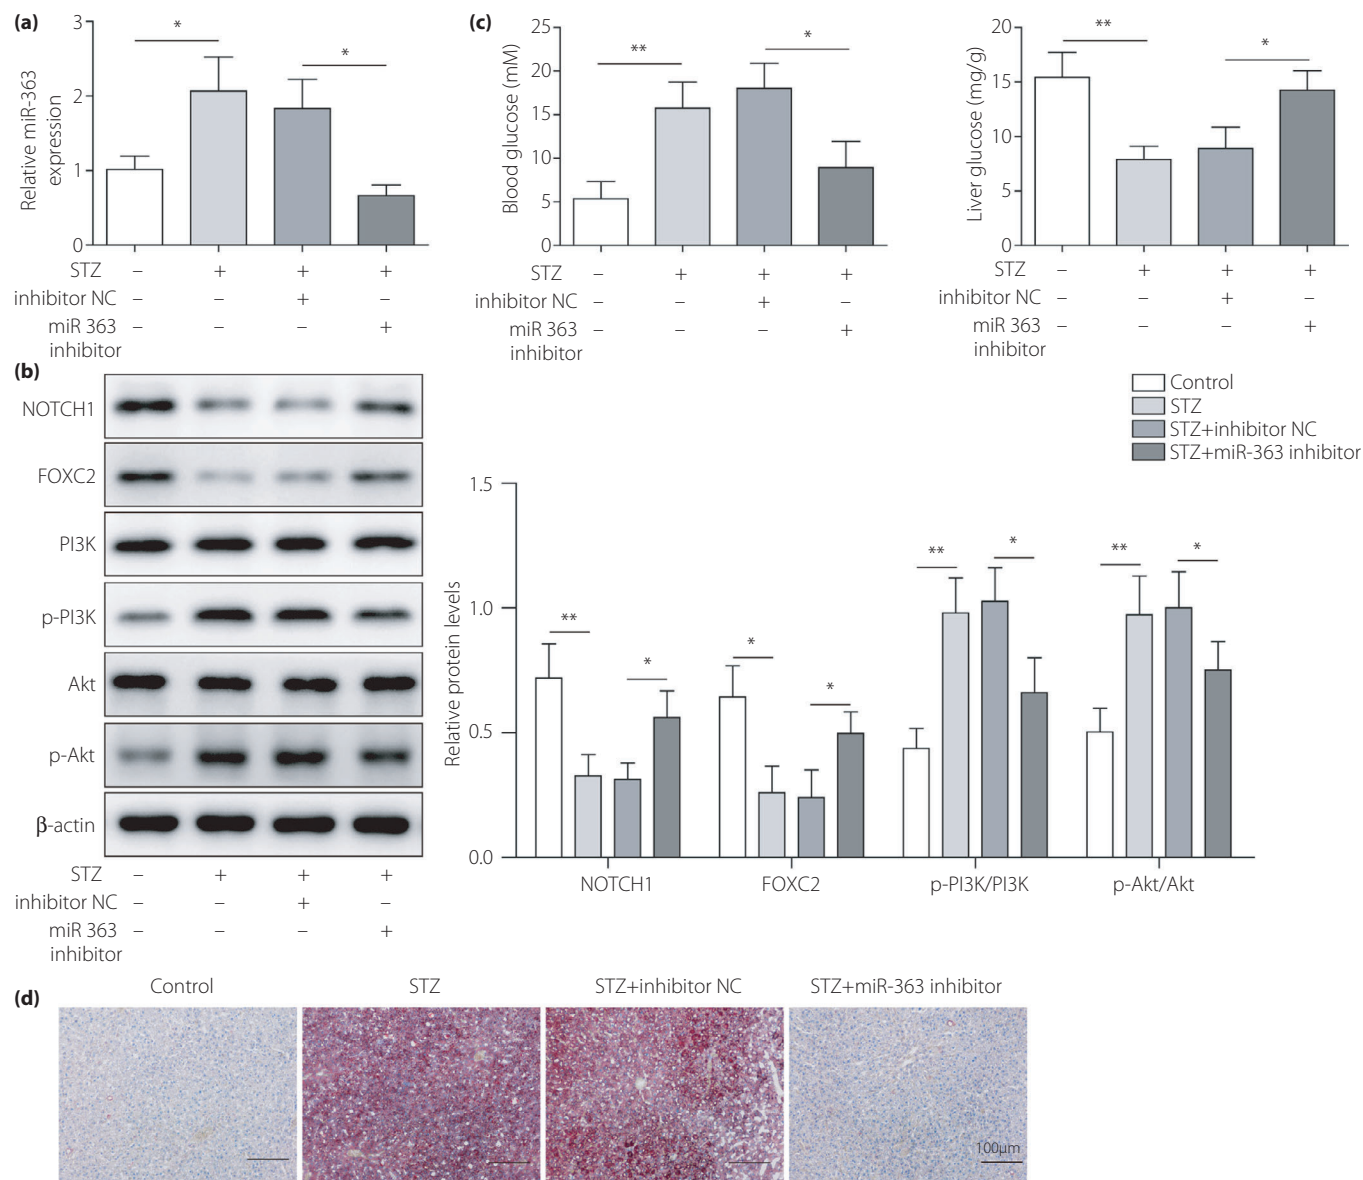 (a)
3
2
1
0
Relative miR-363
expression
*
*
STZ – + + +
inhibitor NC – – + –
miR 363 – – – +
inhibitor
(c)
25
20
15
10
5
0
Blood glucose (mM)
**
*
STZ – + + +
inhibitor NC – – + –
miR 363 – – – +
inhibitor
20
15
10
5
0
Liver glucose (mg/g)
**
*
STZ – + + +
inhibitor NC – – + –
miR 363 – – – +
inhibitor
(b)
NOTCH1
FOXC2
PI3K
p-PI3K
Akt
p-Akt
β-actin
STZ – + + +
inhibitor NC – – + –
miR 363 – – – +
inhibitor
Control
STZ
STZ+inhibitor NC
STZ+miR-363 inhibitor
1.5
1.0
0.5
0.0
Relative protein levels
**
*
*
*
**
*
**
*
NOTCH1 FOXC2 p-PI3K/PI3K p-Akt/Akt
(d)
Control STZ STZ+inhibitor NC STZ+miR-363 inhibitor
100μm